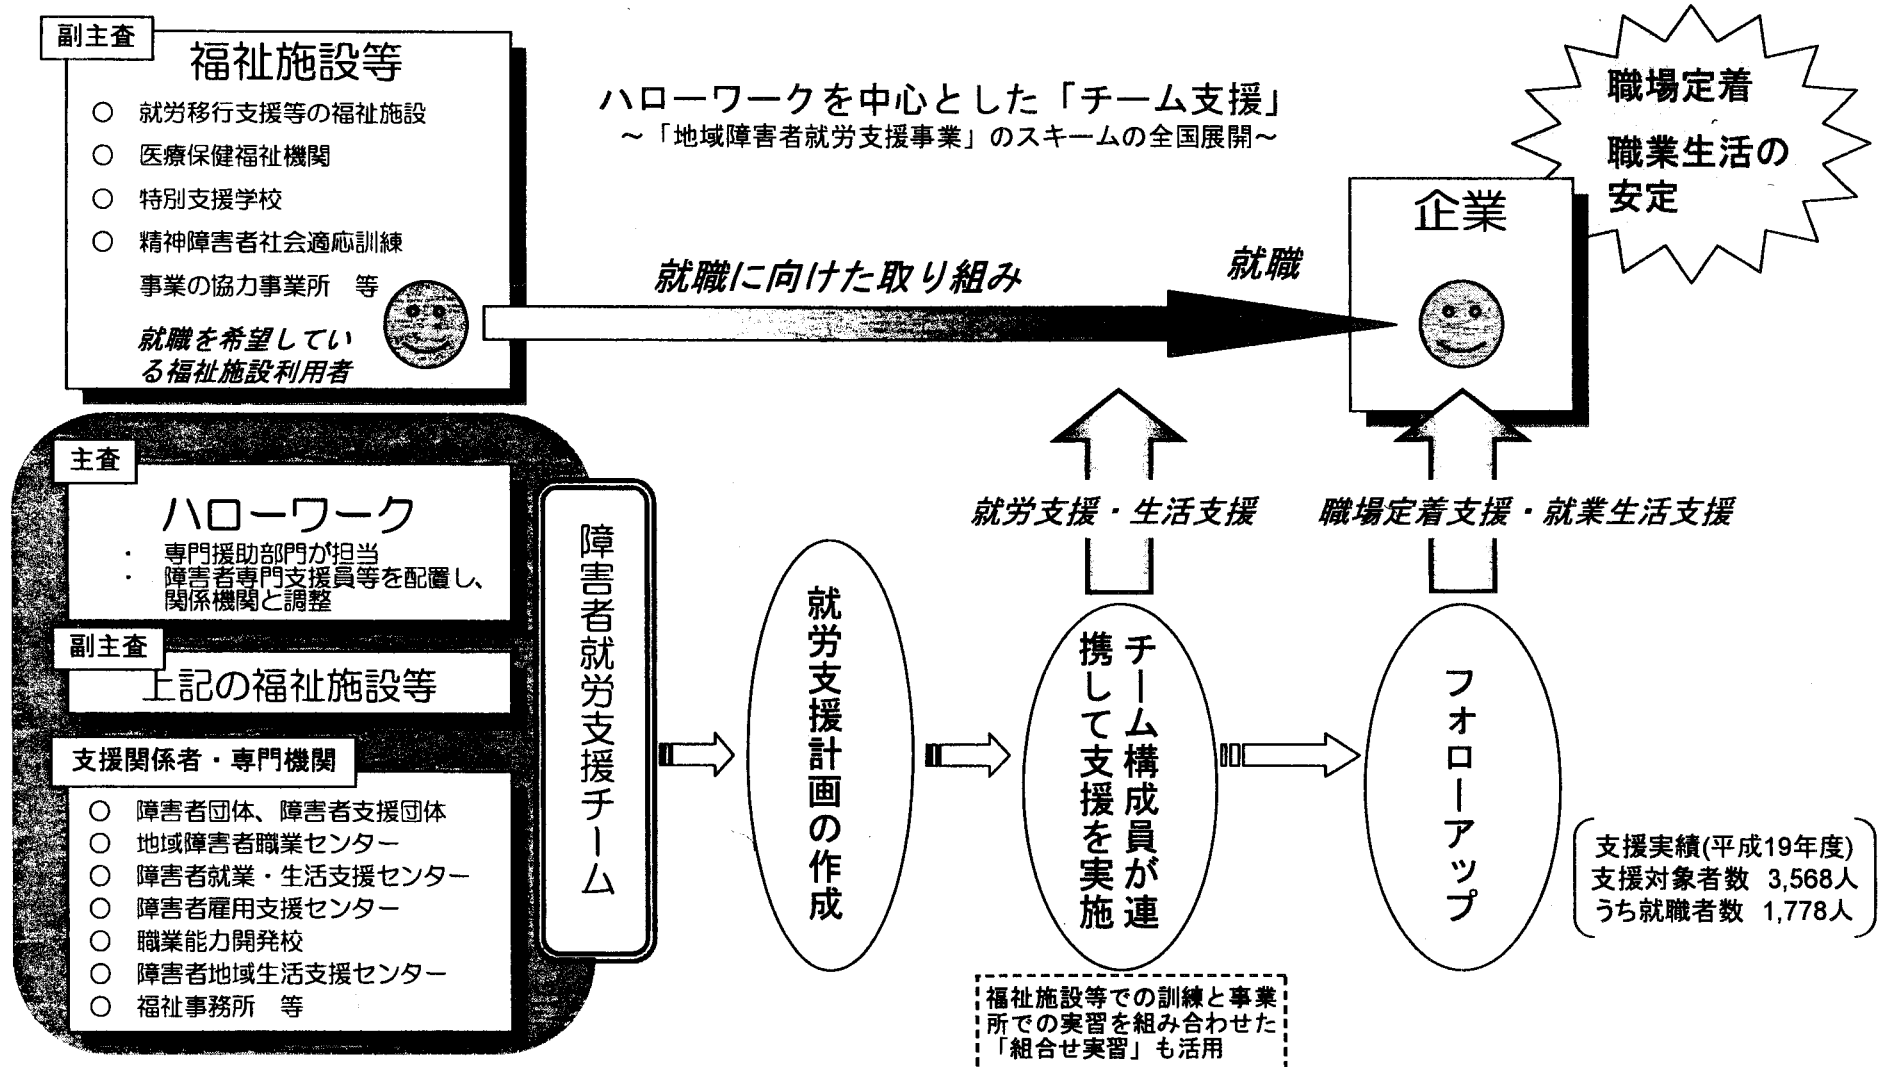 副主査
福祉施設等
○ 就労移行支援等の福祉施設
○ 医療保健福祉機関
○ 特別支援学校
○ 精神障害者社会適応訓練
事業の協力事業所 等
就職を希望してい
る福祉施設利用者
ハローワークを中心とした「チーム支援」
～「地域障害者就労支援事業」のスキームの全国展開～
就職に向けた取り組み
就職
企業
職場定着
職業生活の
安定
主査
ハローワーク
・ 専門援助部門が担当
・ 障害者専門支援員等を配置し、
関係機関と調整
副主査
上記の福祉施設等
支援関係者・専門機関
○ 障害者団体、障害者支援団体
○ 地域障害者職業センター
○ 障害者就業・生活支援センター
○ 障害者雇用支援センター
○ 職業能力開発校
○ 障害者地域生活支援センター
○ 福祉事務所 等
障害者就労支援チーム
就労支援計画の作成
就労支援・生活支援
チーム構成員が連
携して支援を実施
福祉施設等での訓練と事業
所での実習を組み合わせた
「組合せ実習」も活用
職場定着支援・就業生活支援
フォローアップ
支援実績(平成19年度)
支援対象者数 3,568人
うち就職者数 1,778人